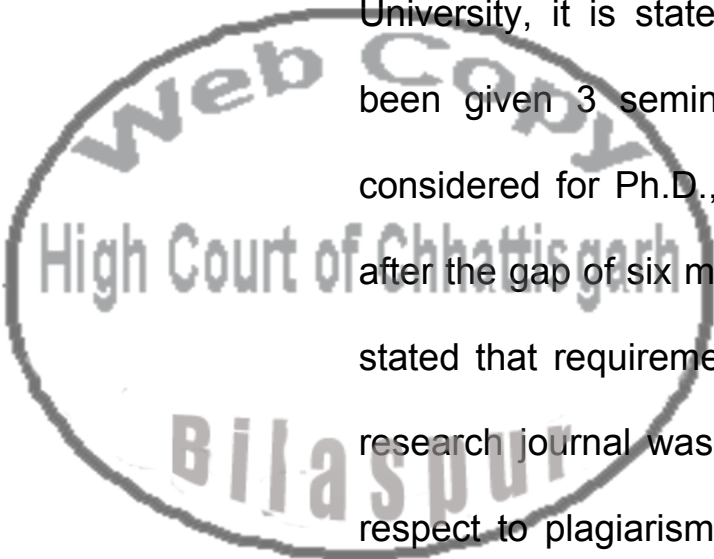 University, it is state
Web Copy
been given 3 semin
considered for Ph.D.,
High Court of Chhattisgarh
after the gap of six m
stated that requireme
Bilaspur
research journal was
respect to plagiarism